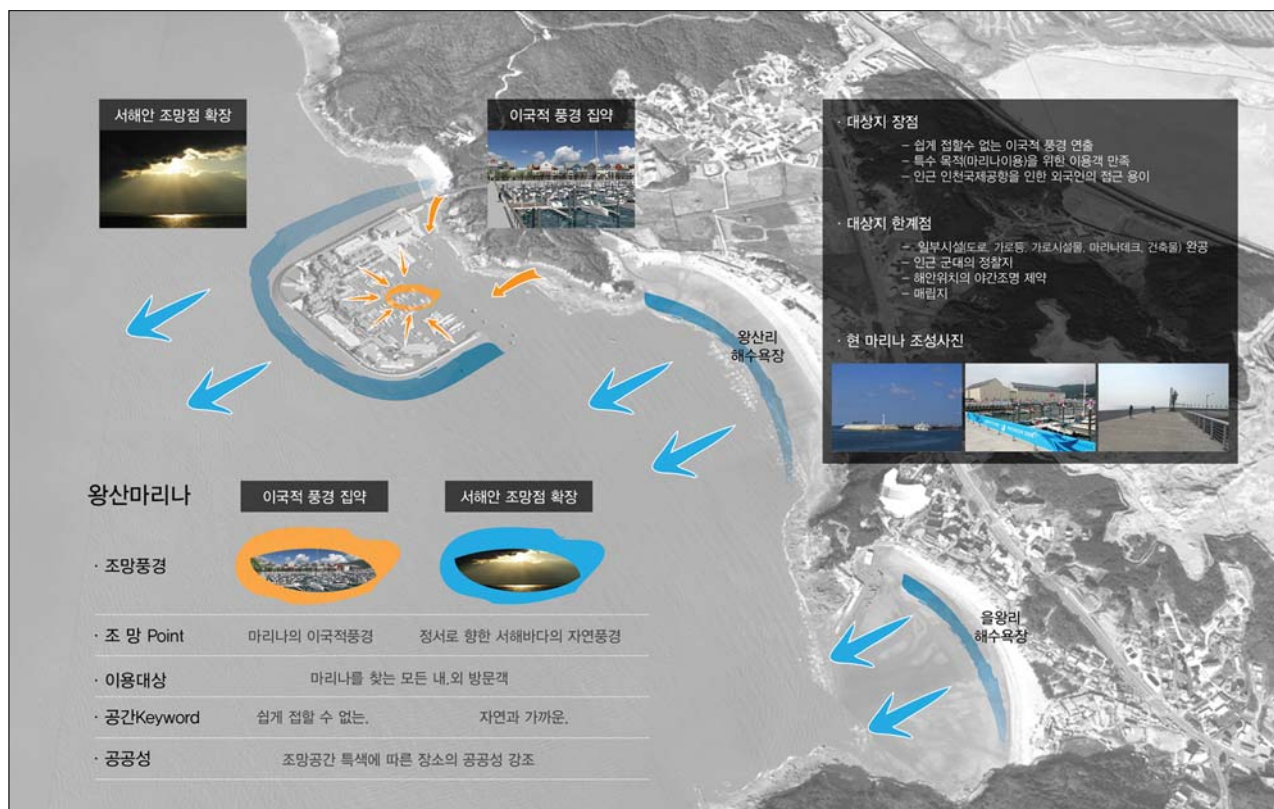 서해안 조망점 확장
이국적 풍경 집약
· 대상지 장점
– 쉽게 접할수 없는 이국적 풍경 연출
– 특수 목적(마리나이용)을 위한 이용객 만족
– 인근 인천국제공항을 인한 외국인의 접근 용이
· 대상지 한계점
– 일부시설(도로, 가로등, 가로시설물, 마리나데크, 건축물) 완공
– 인근 군대의 정찰지
– 해안위치의 야간조명 제약
– 매립지
· 현 마리나 조성사진
왕산리
해수욕장
을왕리
해수욕장
왕산마리나
이국적 풍경 집약
서해안 조망점 확장
· 조망풍경
· 조 망 Point
마리나의 이국적풍경
정서로 향한 서해바다의 자연풍경
· 이용대상
마리나를 찾는 모든 내.외 방문객
· 공간Keyword
쉽게 접할 수 없는.
자연과 가까운.
· 공공성
조망공간 특색에 따른 장소의 공공성 강조